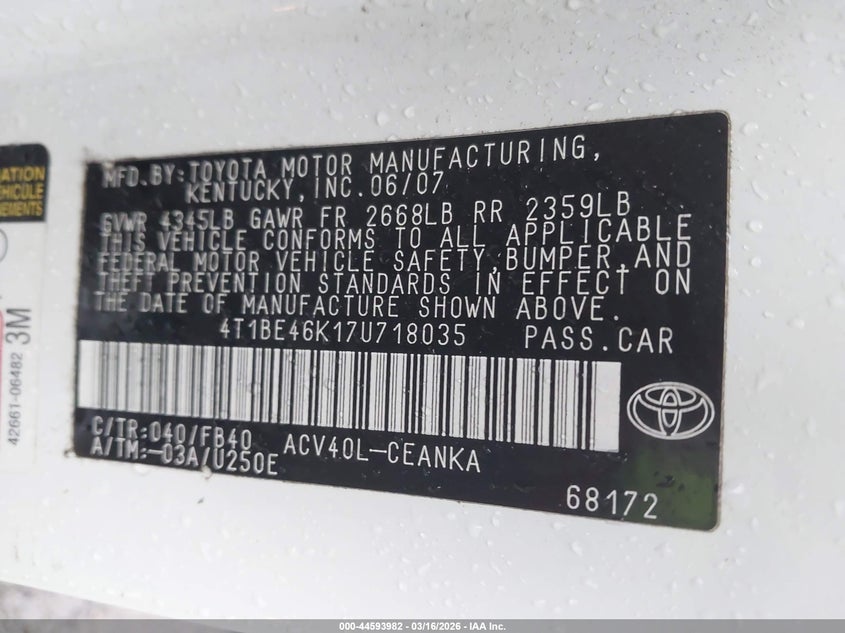 MFD.BY:TOYOTA MOTOR MANUFACTURING,
KENTUCKY,INC.06/07
GVWR 4345LB GAWR FR 2668LB RR 2359LB
THIS VEHICLE CONFORMS TO ALL APPLICABLE
FEDERAL MOTOR VEHICLE SAFETY,BUMPER,AND
THEFT PREVENTION STANDARDS IN EFFECT ON
THE DATE OF MANUFACTURE SHOWN ABOVE.
4T1BE46K17U718035 PASS.CAR
C/TR:040/FB40 ACV40L-CEANKA
A/TM:-03A/U250E
68172
VEHICULE
42661-06482 3M
000-44593982 | 03/16/2026 – IAA Inc.